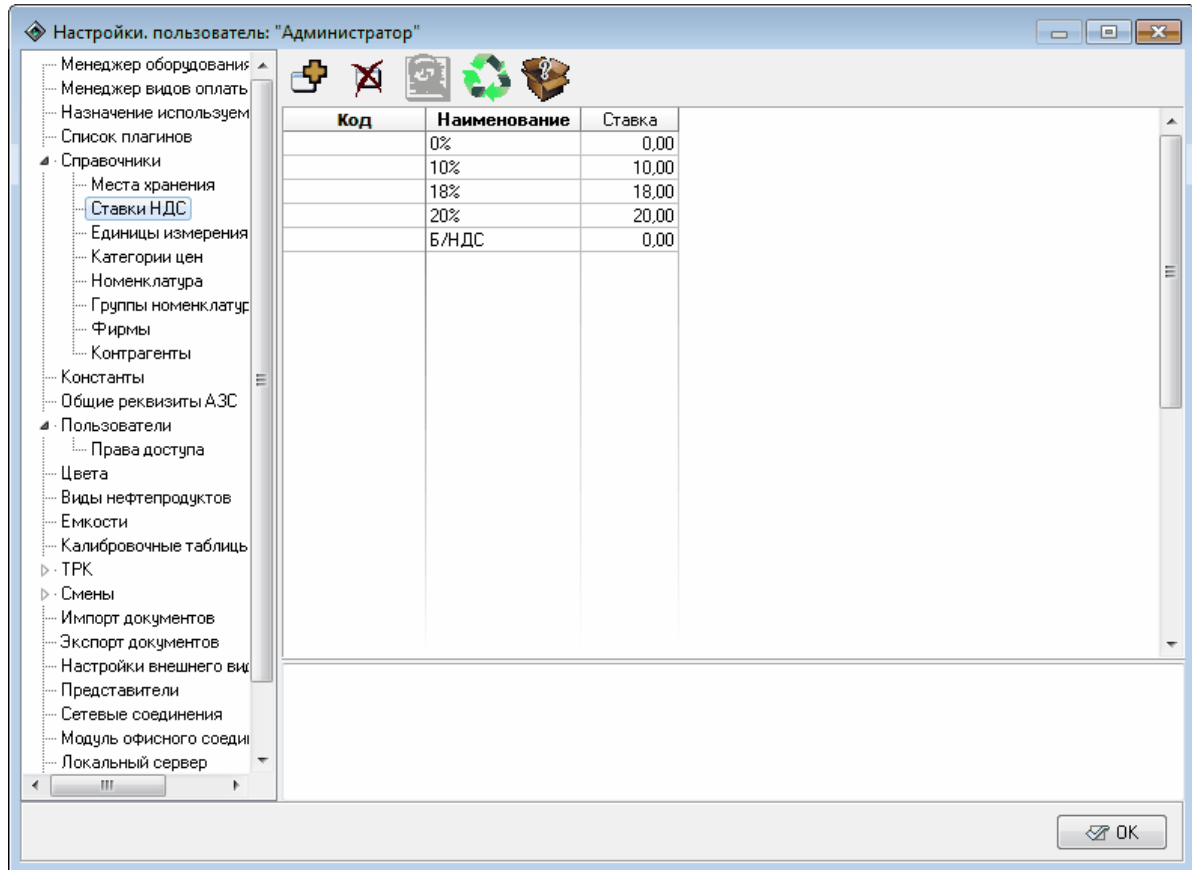 Настройки. пользователь: "Администратор"
Менеджер оборудования
Менеджер видов оплать
Назначение используем
Список плагинов
Справочники
Места хранения
Ставки НДС
Единицы измерения
Категории цен
Номенклатура
Группы номенклатур
Фирмы
Контрагенты
Константы
Общие реквизиты АЗС
Пользователи
Права доступа
Цвета
Виды нефтепродуктов
Емкости
Калибровочные таблиць
ТРК
Смены
Импорт документов
Экспорт документов
Настройки внешнего вид
Представители
Сетевые соединения
Модуль офисного соеди
Локальный сервер
Код Наименование Ставка
0% 0,00
10% 10,00
18% 18,00
20% 20,00
Б/НДС 0,00
OK